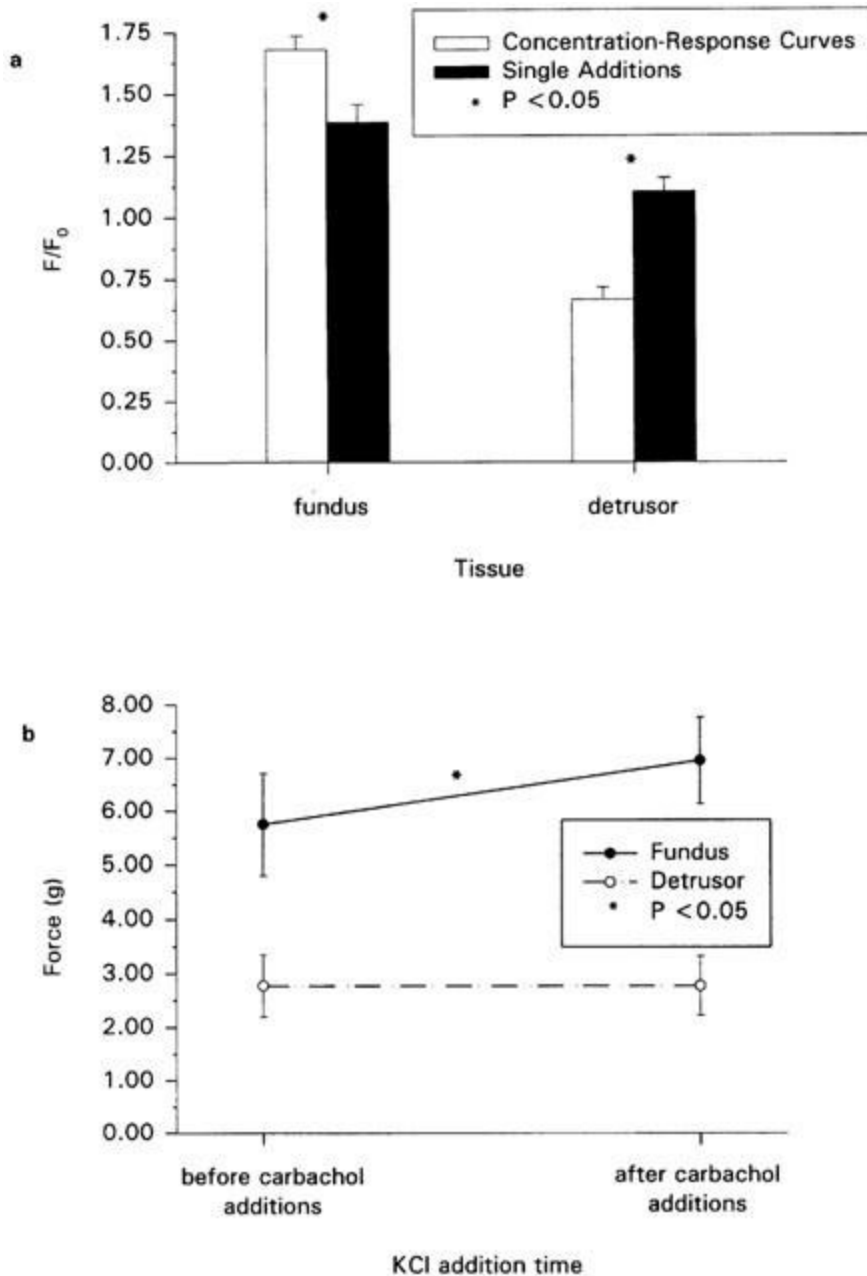 a
1.75
1.50
1.25
1.00
0.75
0.50
0.25
0.00
F/F0
Concentration-Response Curves
Single Additions
* P <0.05
*
*
fundus
detrusor
Tissue
b
8.00
7.00
6.00
5.00
4.00
3.00
2.00
1.00
0.00
Force (g)
*
Fundus
Detrusor
* P <0.05
before carbachol
additions
after carbachol
additions
KCl addition time